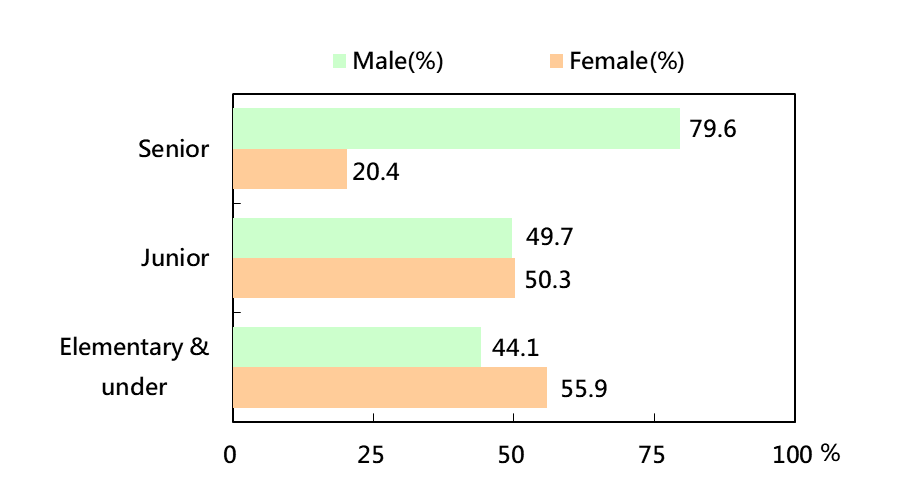 Male(%) Female(%)
Senior
79.6
20.4
Junior
49.7
50.3
Elementary &
under
44.1
55.9
0 25 50 75 100 %